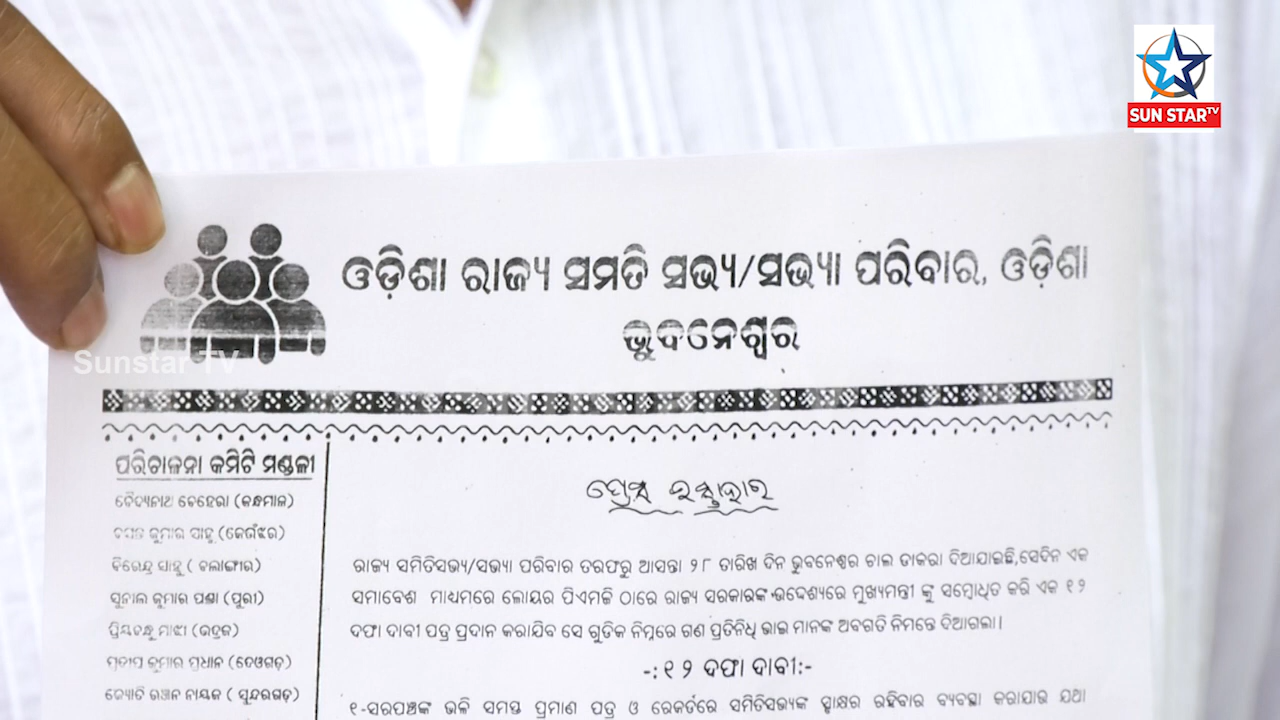 SUN STAR TV
ଓଡ଼ିଶା ରାଜ୍ୟ ସମତି ସଭ୍ୟ/ସଭ୍ୟା ପରିବାର, ଓଡ଼ିଶା
ଭୁବନେଶ୍ୱର
Sunstar TV
ପରିଚାଳନା କମିଟି ମଣ୍ଡଳୀ
ବୈଦ୍ୟନାଥ ବେହେରା (କନ୍ଧମାଳ)
ବସନ୍ତ କୁମାର ସାହୁ (କେଉଁଝର)
ବିରେନ୍ଦ୍ର ସାହୁ ( ବଲାଙ୍ଗୀର)
ସୁନାଲ କୁମାର ପଣ୍ଡା (ପୁରୀ)
ପ୍ରିୟବନ୍ଧୁ ମାଝୀ (ଭଦ୍ରକ)
ପ୍ରଦୀପ କୁମାର ପ୍ରଧାନ (ଦେଓଗଡ଼)
ଜ୍ୟୋତି ରଞ୍ଜନ ନାୟକ ( ସୁନ୍ଦରଗଡ଼)
ପ୍ରେସ୍ ଇସ୍ତାହାର
ରାଜ୍ୟ ସମିତିସଭ୍ୟ/ସଭ୍ୟା ପରିବାର ତରଫରୁ ଆସନ୍ତା ୨୮ ତାରିଖ ଦିନ ଭୁବନେଶ୍ୱର ଚାଲ ଡାକରା ଦିଆଯାଇଛି,ସେଦିନ ଏକ
ସମାବେଶ ମାଧ୍ୟମରେ ଲୋୟର ପିଏମଜି ଠାରେ ରାଜ୍ୟ ସରକାରଙ୍କ ଉଦ୍ଦେଶ୍ୟରେ ମୁଖ୍ୟମନ୍ତ୍ରୀ ଙ୍କୁ ସମ୍ବୋଧିତ କରି ଏକ ୧୨
ଦଫା ଦାବୀ ପତ୍ର ପ୍ରଦାନ କରାଯିବ ସେ ଗୁଡିକ ନିମ୍ନରେ ଗଣ ପ୍ରତିନିଧି ଭାଇ ମାନଙ୍କ ଅବଗତି ନିମନ୍ତେ ଦିଆଗଲା।
-:୧୨ ଦଫା ଦାବୀ:-
୧-ସରପଞ୍ଚଙ୍କ ଭଳି ସମସ୍ତ ପ୍ରମାଣ ପତ୍ର ଓ ରେକର୍ଡରେ ସମିତିସଭ୍ୟଙ୍କ ସ୍ବାକ୍ଷର ରହିବାର ବ୍ୟବସ୍ଥା କରାଯାଉ ଯଥା